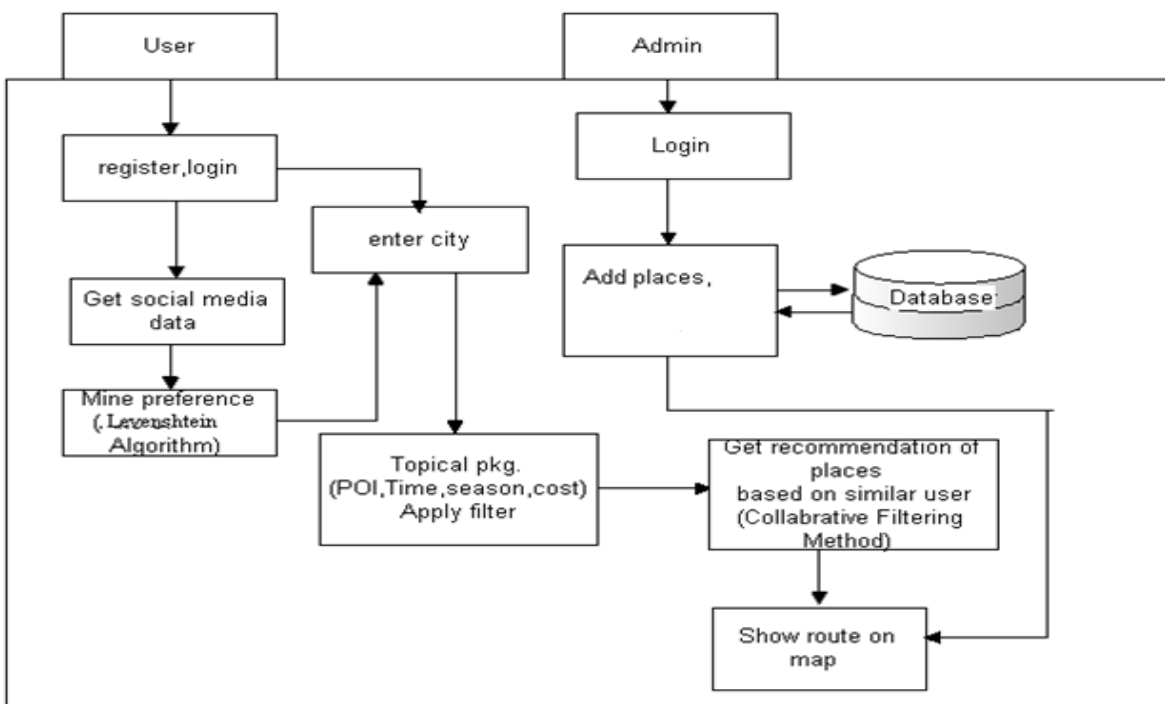 User
Admin
register,login
Login
enter city
Add places,
Database
Get social media
data
Mine preference
(.Levenshtein
Algorithm)
Topical pkg.
(POI,Time,season,cost)
Apply filter
Get recommendation of
places
based on similar user
(Collabrative Filtering
Method)
Show route on
map